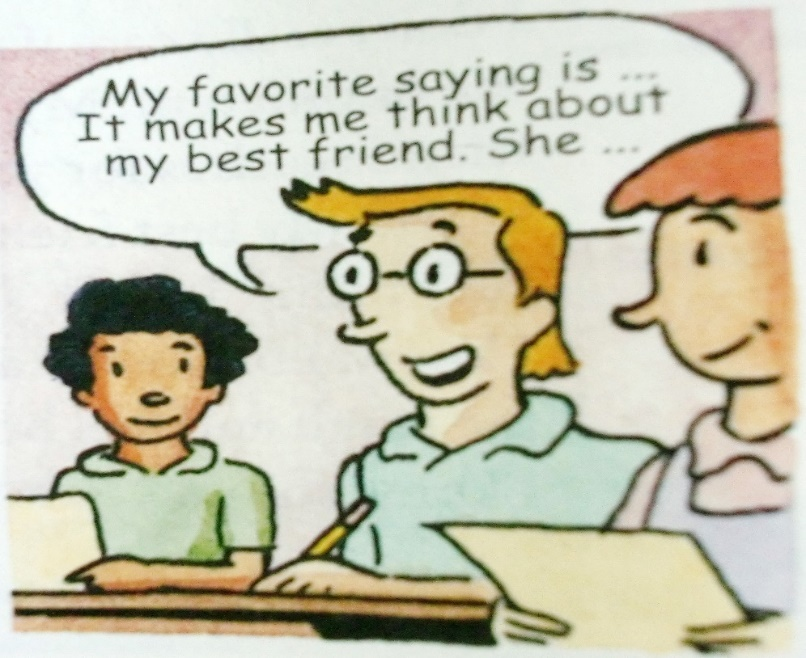 My favorite saying is ...
It makes me think about
my best friend. She ...